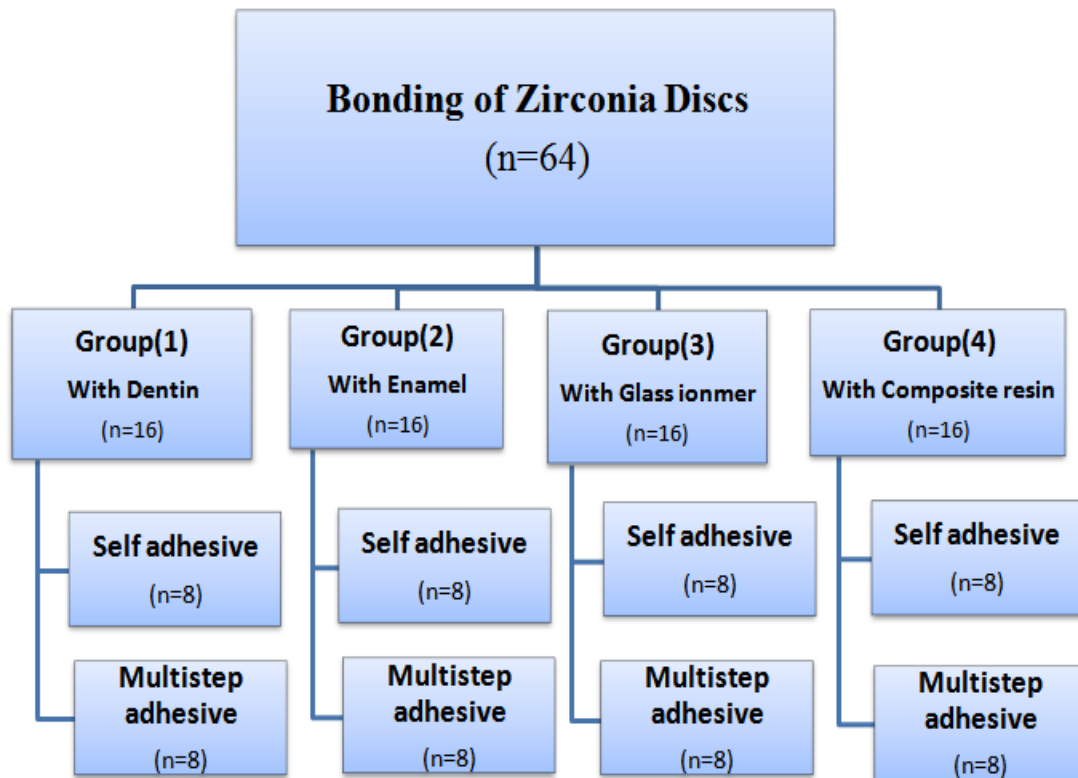 Bonding of Zirconia Discs
(n=64)
Group(1)
With Dentin
(n=16)
Group(2)
With Enamel
(n=16)
Group(3)
With Glass ionmer
(n=16)
Group(4)
With Composite resin
(n=16)
Self adhesive
(n=8)
Self adhesive
(n=8)
Self adhesive
(n=8)
Self adhesive
(n=8)
Multistep
adhesive
(n=8)
Multistep
adhesive
(n=8)
Multistep
adhesive
(n=8)
Multistep
adhesive
(n=8)